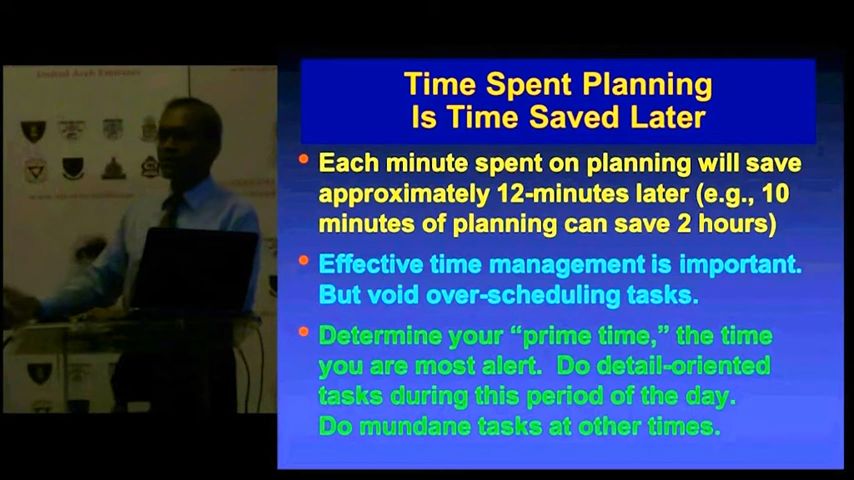 United Arab Emirates
Time Spent Planning
Is Time Saved Later
• Each minute spent on planning will save
approximately 12-minutes later (e.g., 10
minutes of planning can save 2 hours)
• Effective time management is important.
But void over-scheduling tasks.
• Determine your “prime time,” the time
you are most alert.  Do detail-oriented
tasks during this period of the day.
Do mundane tasks at other times.